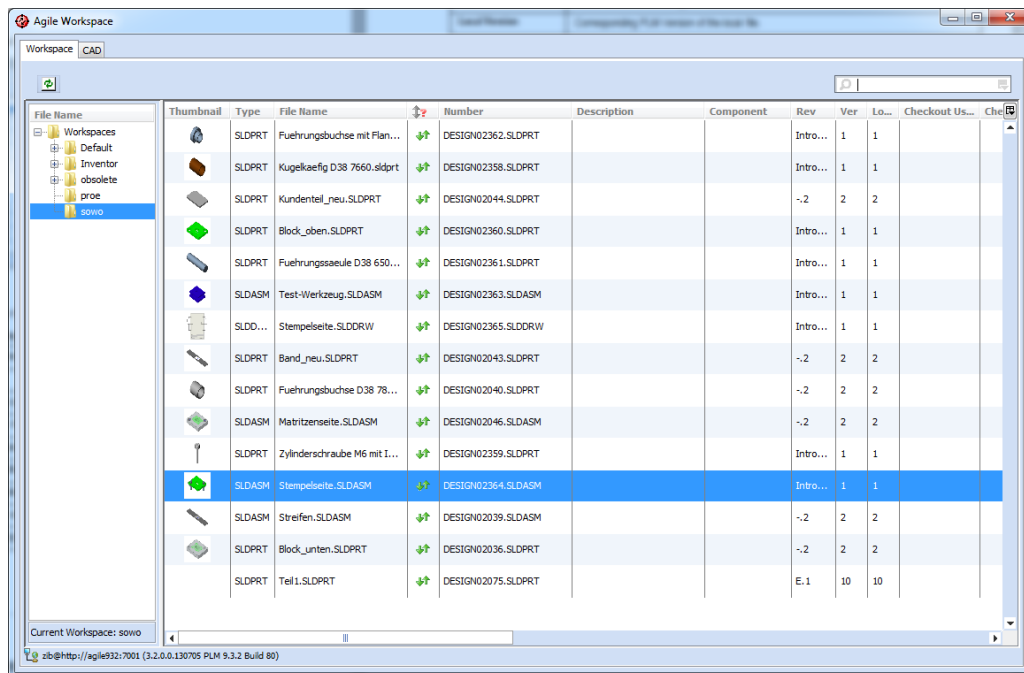 Agile Workspace
Workspace CAD
File Name
Workspaces
Default
Inventor
obsolete
proe
sowo
Current Workspace: sowo
Thumbnail Type File Name Number Description Component Rev Ver Lo... Checkout Us... Che
SLDPRT Fuehrungsbuchse mit Flan... DESIGN02362.SLDPRT Intro... 1 1
SLDPRT Kugelkaefig D38 7660.sldprt DESIGN02358.SLDPRT Intro... 1 1
SLDPRT Kundenteil_neu.SLDPRT DESIGN02044.SLDPRT -.2 2 2
SLDPRT Block_oben.SLDPRT DESIGN02360.SLDPRT Intro... 1 1
SLDPRT Fuehrungssaeule D38 650... DESIGN02361.SLDPRT Intro... 1 1
SLDASM Test-Werkzeug.SLDASM DESIGN02363.SLDASM Intro... 1 1
SLDD... Stempelseite.SLDDRW DESIGN02365.SLDDRW Intro... 1 1
SLDPRT Band_neu.SLDPRT DESIGN02043.SLDPRT -.2 2 2
SLDPRT Fuehrungsbuchse D38 78... DESIGN02040.SLDPRT -.2 2 2
SLDASM Matritzenseite.SLDASM DESIGN02046.SLDASM -.2 2 2
SLDPRT Zylinderschraube M6 mit I... DESIGN02359.SLDPRT Intro... 1 1
SLDASM Stempelseite.SLDASM DESIGN02364.SLDASM Intro... 1 1
SLDASM Streifen.SLDASM DESIGN02039.SLDASM -.2 2 2
SLDPRT Block_unten.SLDPRT DESIGN02036.SLDPRT -.2 2 2
SLDPRT Teil1.SLDPRT DESIGN02075.SLDPRT E.1 10 10
zib@http://agile932:7001 (3.2.0.0.130705 PLM 9.3.2 Build 80)